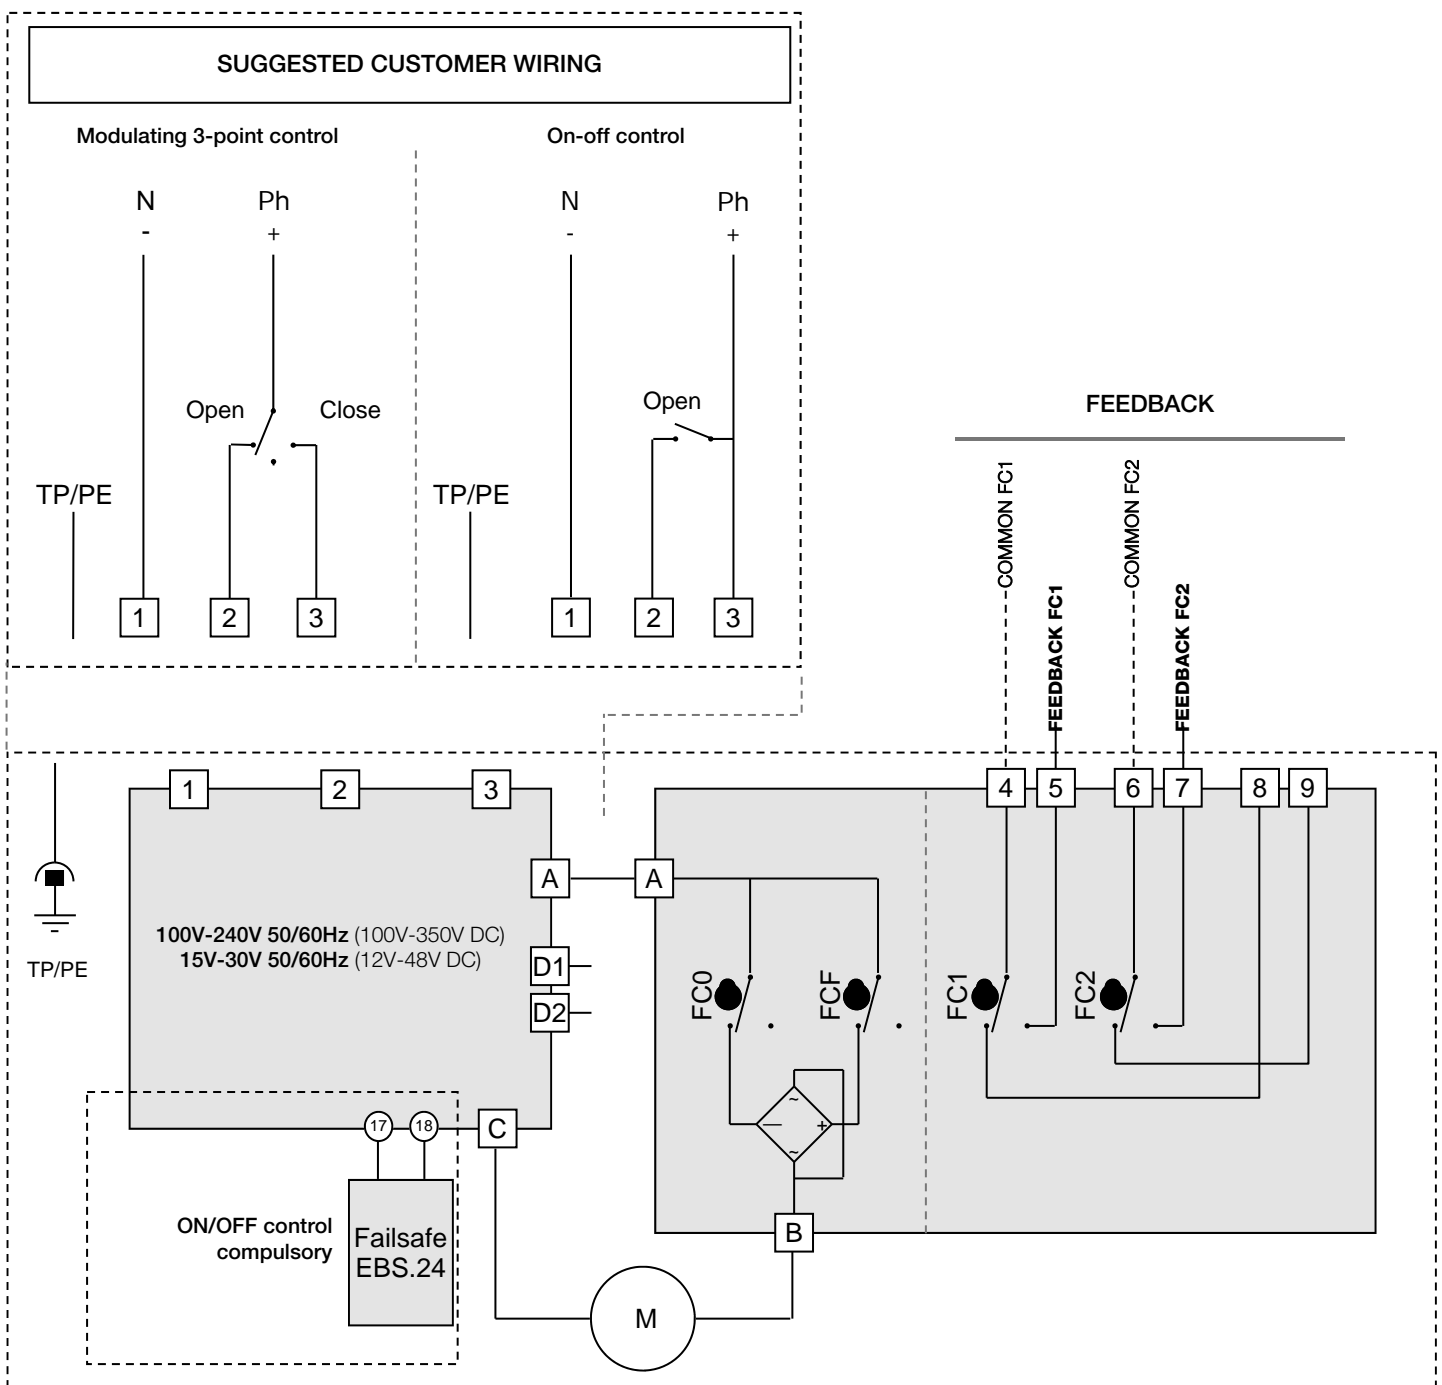 SUGGESTED CUSTOMER WIRING
Modulating 3-point control
N
-
Ph
+
Open
Close
TP/PE
1
2
3
On-off control
N
-
Ph
+
Open
TP/PE
1
2
3
FEEDBACK
COMMON FC1
FEEDBACK FC1
COMMON FC2
FEEDBACK FC2
TP/PE
1
2
3
100V-240V 50/60Hz (100V-350V DC)
15V-30V 50/60Hz (12V-48V DC)
A
D1
D2
C
17
18
ON/OFF control
compulsory
Failsafe
EBS.24
M
A
4
5
6
7
8
9
FC0
FCF
FC1
FC2
~
—
+
~
B